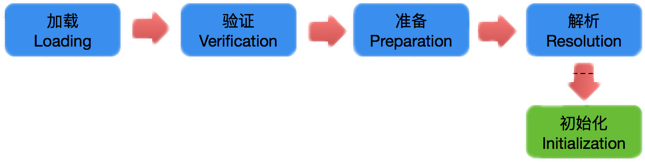 加载
Loading
验证
Verification
准备
Preparation
解析
Resolution
初始化
Initialization